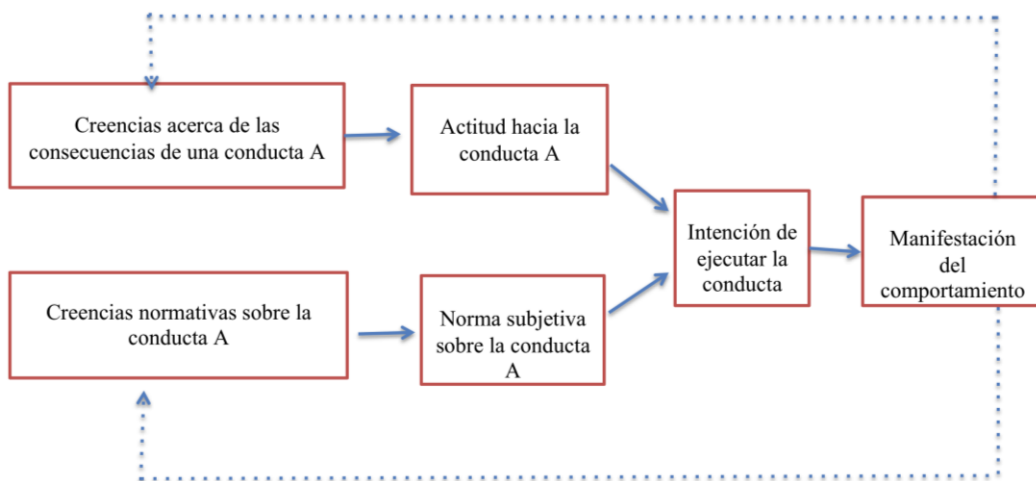 Creencias acerca de las
consecuencias de una conducta A
Actitud hacia la
conducta A
Intención de
ejecutar la
conducta
Manifestación
del
comportamiento
Creencias normativas sobre la
conducta A
Norma subjetiva
sobre la conducta
A